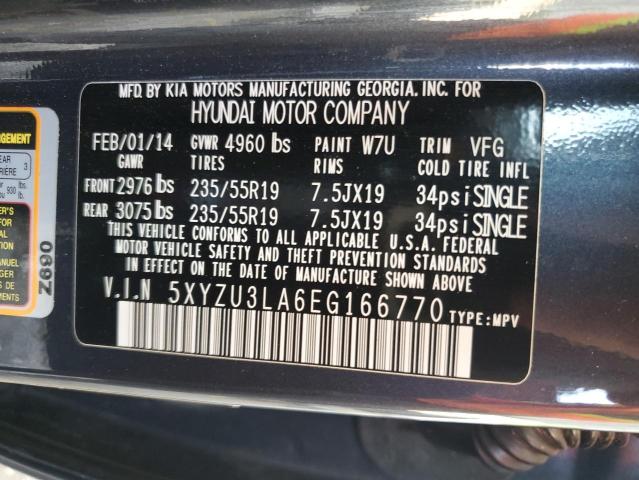 MFD. BY KIA MOTORS MANUFACTURING GEORGIA. INC. FOR
HYUNDAI MOTOR COMPANY
FEB/01/14 GVWR 4960 lbs PAINT W7U TRIM VFG
GAWR TIRES RIMS COLD TIRE INFL
FRONT 2976 lbs 235/55R19 7.5JX19 34psi SINGLE
REAR 3075 lbs 235/55R19 7.5JX19 34psi SINGLE
THIS VEHICLE CONFORMS TO ALL APPLICABLE U.S.A. FEDERAL
MOTOR VEHICLE SAFETY AND THEFT PREVENTION STANDARDS
IN EFFECT ON THE DATE OF MANUFACTURE SHOWN ABOVE.
V.I.N 5XYZU3LA6EG166770 TYPE:MPV
3
930 lbs.
Z690